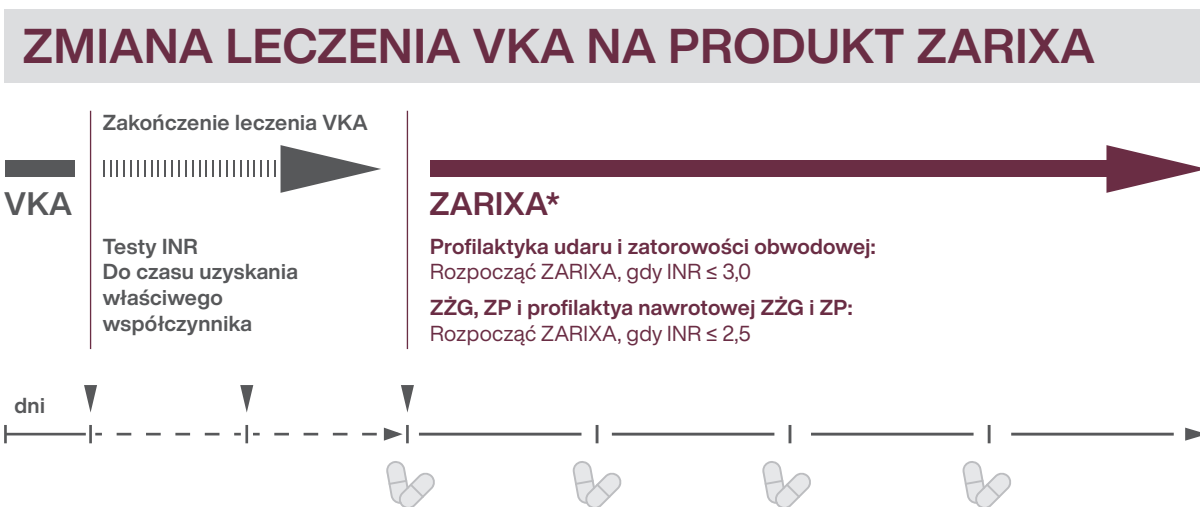 ZMIANA LECZENIA VKA NA PRODUKT ZARIXA
Zakończenie leczenia VKA
VKA
ZARIXA*
Testy INR
Do czasu uzyskania
właściwego
współczynnika
Profilaktyka udaru i zatorowości obwodowej:
Rozpocząć ZARIXA, gdy INR ≤ 3,0
ZŻG, ZP i profilaktya nawrotowej ZŻG i ZP:
Rozpocząć ZARIXA, gdy INR ≤ 2,5
dni